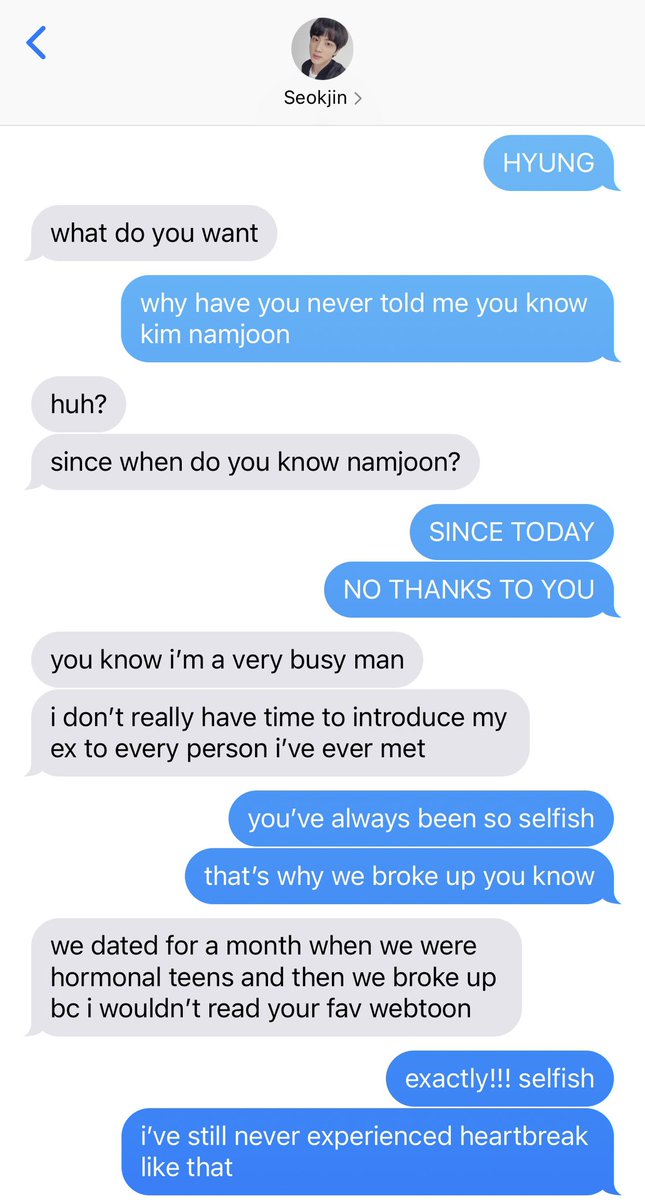 Seokjin
HYUNG
what do you want
why have you never told me you know
kim namjoon
huh?
since when do you know namjoon?
SINCE TODAY
NO THANKS TO YOU
you know i’m a very busy man
i don’t really have time to introduce my
ex to every person i’ve ever met
you’ve always been so selfish
that’s why we broke up you know
we dated for a month when we were
hormonal teens and then we broke up
bc i wouldn’t read your fav webtoon
exactly!!! selfish
i’ve still never experienced heartbreak
like that